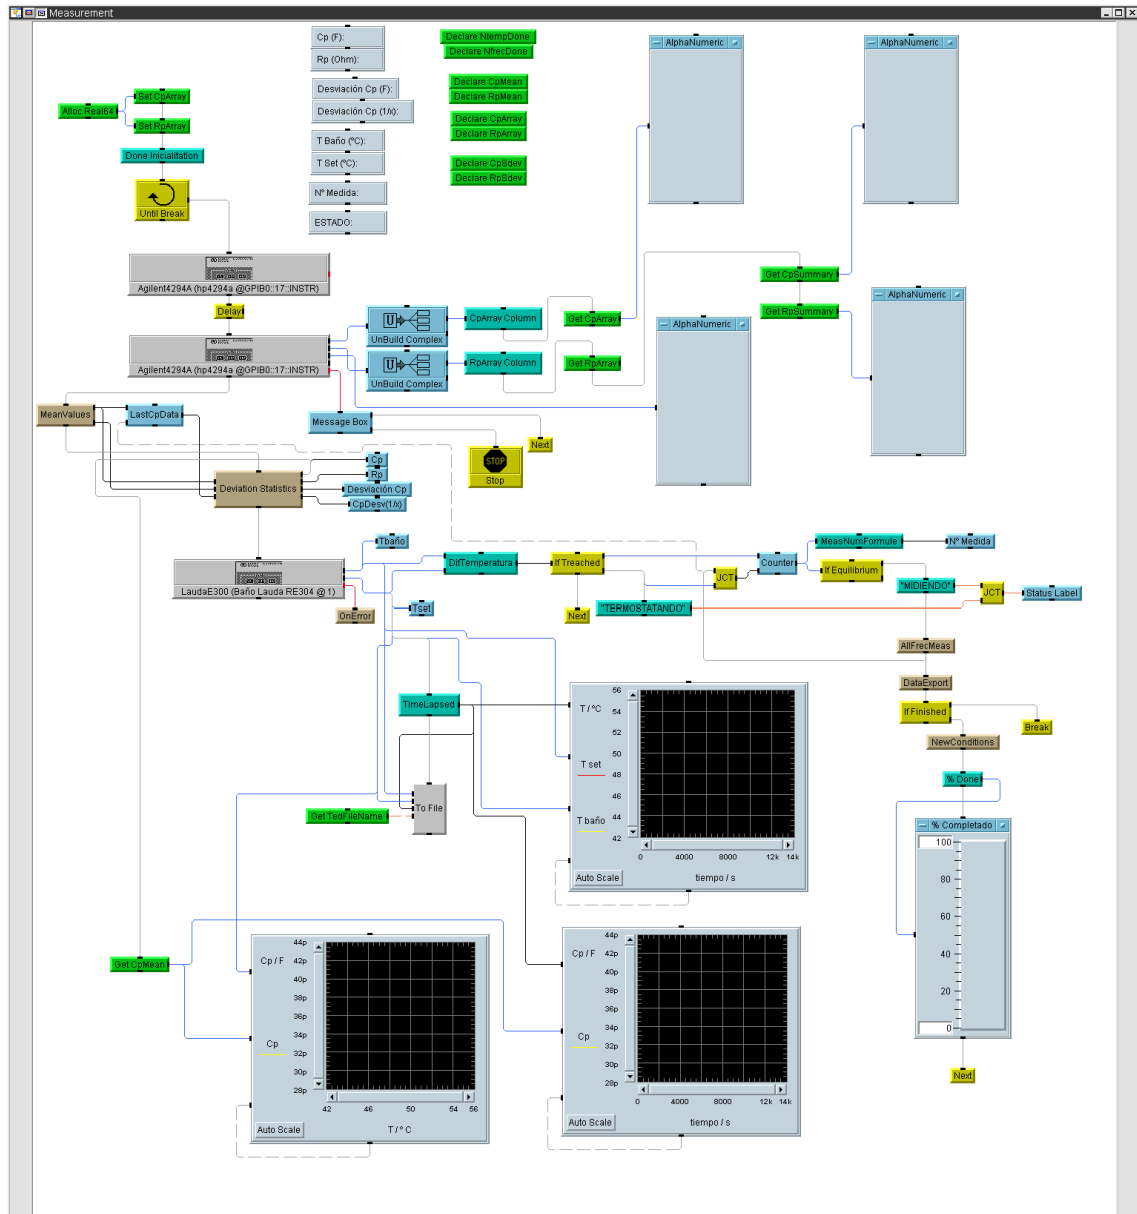 Measurement
Cp (F):
Rp (Ohm):
Desviación Cp (F):
Desviación Cp (1/x):
T Baño (ºC):
T Set (ºC):
Nº Medida:
ESTADO:
Declare NtempDone
Declare NfrecDone
Declare CpMean
Declare RpMean
Declare CpArray
Declare RpArray
Declare CpSdev
Declare RpSdev
AlphaNumeric
AlphaNumeric
Alloc Real64
Set CpArray
Set RpArray
Done Inicialitation
Until Break
Agilent4294A (hp4294a @GPIB0::17::INSTR)
Delay
Agilent4294A (hp4294a @GPIB0::17::INSTR)
UnBuild Complex
UnBuild Complex
CpArray Column
RpArray Column
Get CpArray
Get RpArray
Get CpSummary
Get RpSummary
AlphaNumeric
AlphaNumeric
MeanValues
LastCpData
Message Box
Next
STOP
Stop
Deviation Statistics
Cp
Rp
Desviación Cp
CpDesv(1/x)
LaudaE300 (Baño Lauda RE304 @ 1)
OnError
Tbaño
Tset
DifTemperatura
If Treached
Next
"TERMOSTATANDO"
JCT
Counter
MeasNumFormule
Nº Medida
If Equilibrium
"MIDIENDO"
JCT
Status Label
AllFrecMeas
DataExport
If Finished
Break
NewConditions
% Done
TimeLapsed
To File
Get TedFileName
T / ºC
T set
T baño
56
54
52
50
48
46
44
42
0 4000 8000 12k 14k
Auto Scale
tiempo / s
% Completado
100
80
60
40
20
0
Next
Get CpMean
Cp / F
Cp
44p
42p
40p
38p
36p
34p
32p
30p
28p
42 46 50 54 56
Auto Scale
T / º C
Cp / F
Cp
44p
42p
40p
38p
36p
34p
32p
30p
28p
0 4000 8000 12k 14k
Auto Scale
tiempo / s